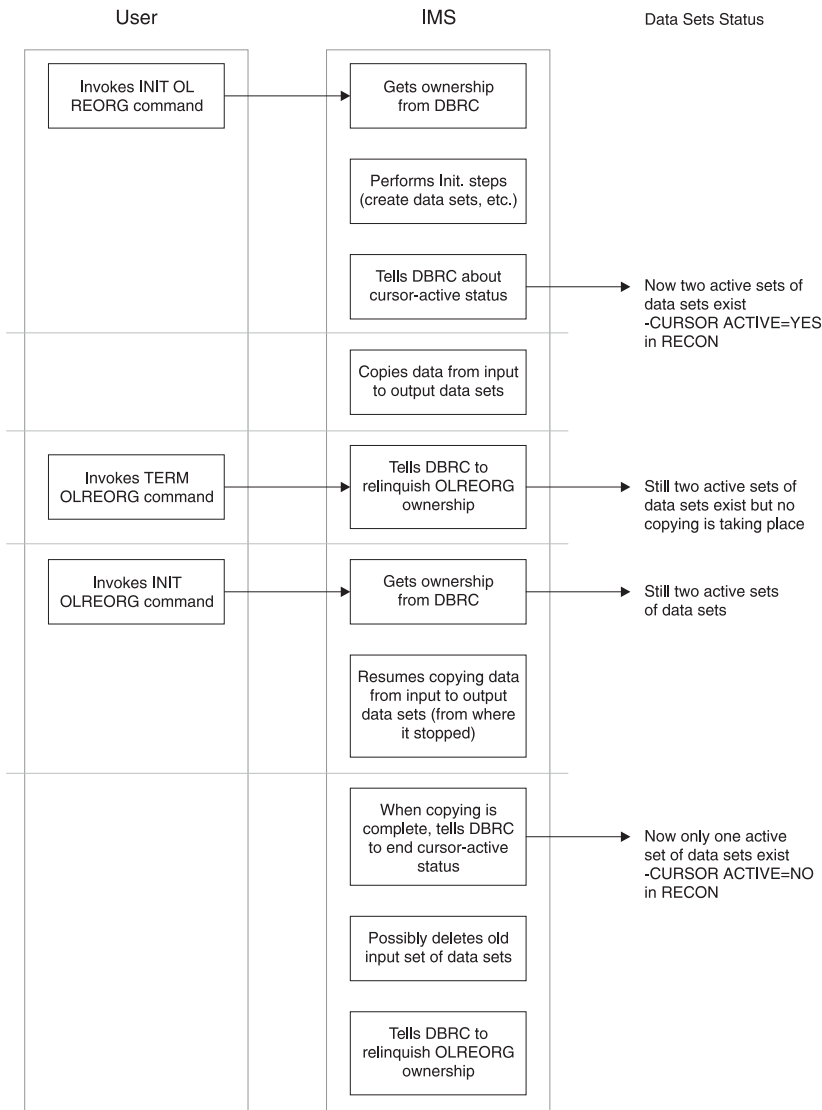 User
IMS
Data Sets Status
Invokes INIT OL
REORG command
Gets ownership
from DBRC
Performs Init. steps
(create data sets, etc.)
Tells DBRC about
cursor-active status
Now two active sets of
data sets exist
-CURSOR ACTIVE=YES
in RECON
Copies data from input
to output data sets
Invokes TERM
OLREORG command
Tells DBRC to
relinquish OLREORG
ownership
Still two active sets of
data sets exist but no
copying is taking place
Invokes INIT
OLREORG command
Gets ownership
from DBRC
Still two active sets
of data sets
Resumes copying data
from input to output
data sets (from where
it stopped)
When copying is
complete, tells DBRC
to end cursor-active
status
Now only one active
set of data sets exist
-CURSOR ACTIVE=NO
in RECON
Possibly deletes old
input set of data sets
Tells DBRC to
relinquish OLREORG
ownership